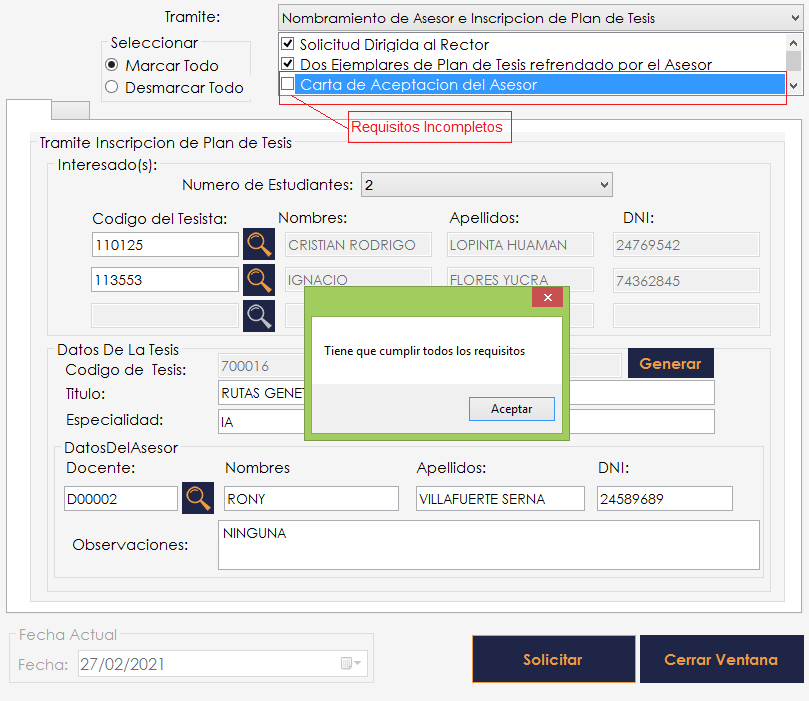 Tramite: Nombramiento de Asesor e Inscripcion de Plan de Tesis
Seleccionar
Marcar Todo
Desmarcar Todo
Solicitud Dirigida al Rector
Dos Ejemplares de Plan de Tesis refrendado por el Asesor
Carta de Aceptacion del Asesor
Requisitos Incompletos
Tramite Inscripcion de Plan de Tesis
Interesado(s):
Numero de Estudiantes: 2
Codigo del Tesista: Nombres: Apellidos: DNI:
110125 CRISTIAN RODRIGO LOPINTA HUAMAN 24769542
113553 IGNACIO FLORES YUCRA 74362845
Tiene que cumplir todos los requisitos
Aceptar
Datos De La Tesis
Codigo de Tesis: 700016 Generar
Titulo: RUTAS GENET
Especialidad: IA
DatosDelAsesor
Docente: Nombres Apellidos: DNI:
D00002 RONY VILLAFUERTE SERNA 24589689
Observaciones: NINGUNA
Fecha Actual
Fecha: 27/02/2021
Solicitar Cerrar Ventana